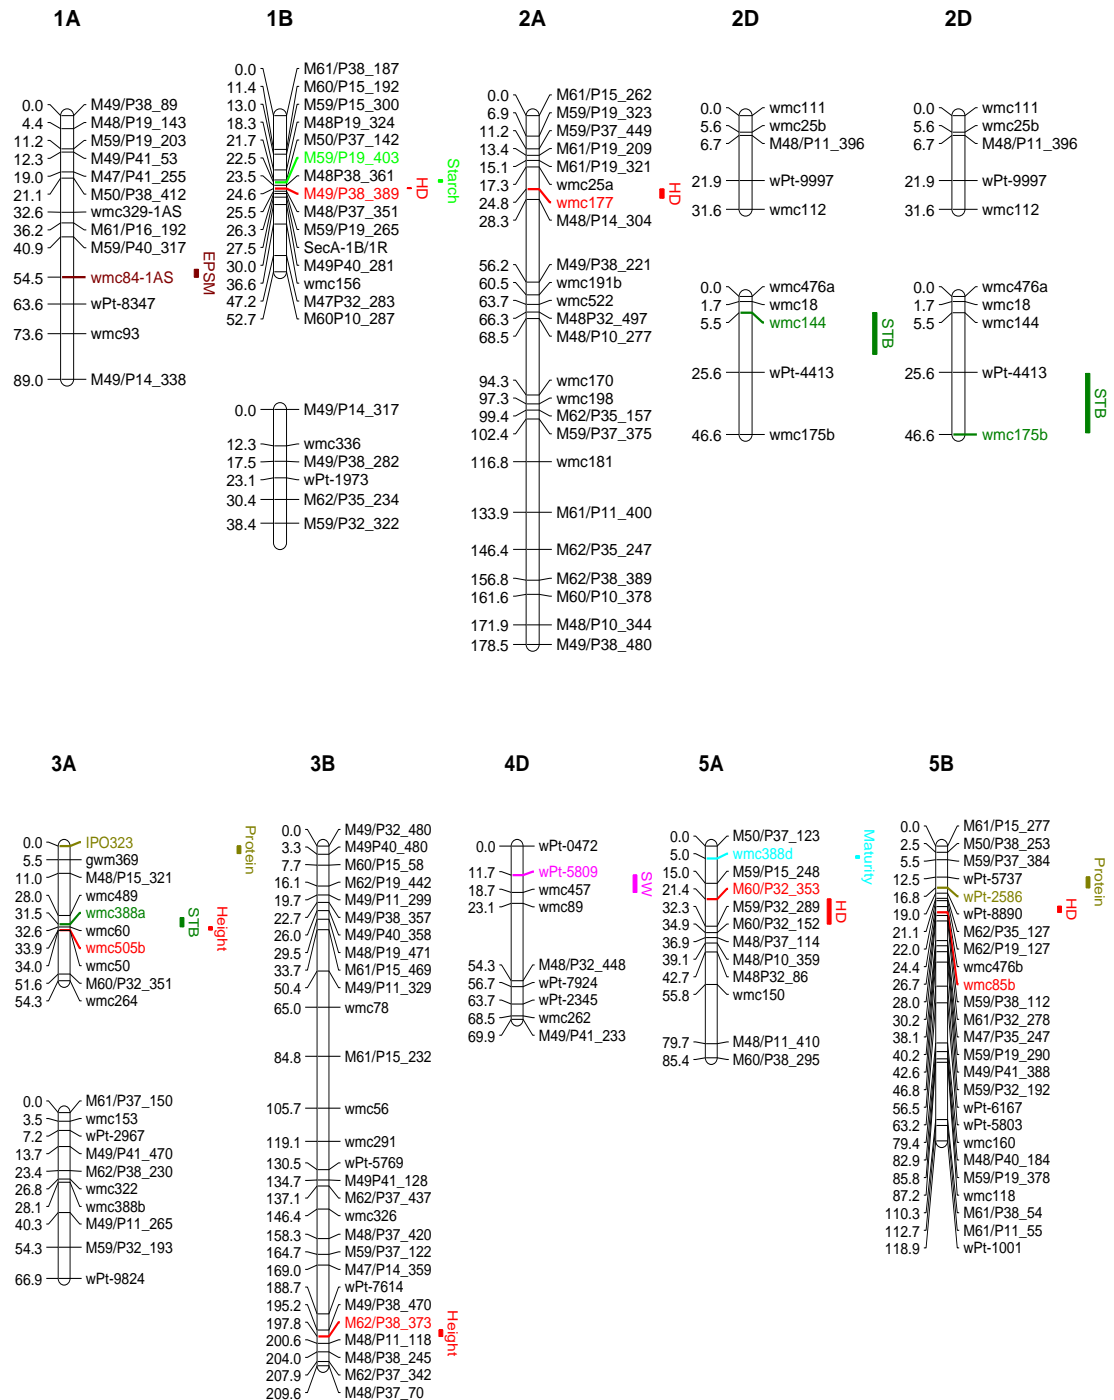 1A
0.0 M49/P38_89
4.4 M48/P19_143
11.2 M59/P19_203
12.3 M49/P41_53
19.0 M47/P41_255
21.1 M50/P38_412
32.6 wmc329-1AS
36.2 M61/P16_192
40.9 M59/P40_317
54.5 wmc84-1AS
63.6 wPt-8347
73.6 wmc93
89.0 M49/P14_338
EPSM
1B
0.0 M61/P38_187
11.4 M60/P15_192
13.0 M59/P15_300
18.3 M48P19_324
21.7 M50/P37_142
22.5 M59/P19_403
23.5 M48P38_361
24.6 M49/P38_389
25.5 M48/P37_351
26.3 M59/P19_265
27.5 SecA-1B/1R
30.0 M49P40_281
36.6 wmc156
47.2 M47P32_283
52.7 M60P10_287
HD
Starch
0.0 M49/P14_317
12.3 wmc336
17.5 M49/P38_282
23.1 wPt-1973
30.4 M62/P35_234
38.4 M59/P32_322
2A
0.0 M61/P15_262
6.9 M59/P19_323
11.2 M59/P37_449
13.4 M61/P19_209
15.1 M61/P19_321
17.3 wmc25a
24.8 wmc177
28.3 M48/P14_304
56.2 M49/P38_221
60.5 wmc191b
63.7 wmc522
66.3 M48P32_497
68.5 M48/P10_277
94.3 wmc170
97.3 wmc198
99.4 M62/P35_157
102.4 M59/P37_375
116.8 wmc181
133.9 M61/P11_400
146.4 M62/P35_247
156.8 M62/P38_389
161.6 M60/P10_378
171.9 M48/P10_344
178.5 M49/P38_480
HD
2D
0.0 wmc111
5.6 wmc25b
6.7 M48/P11_396
21.9 wPt-9997
31.6 wmc112
0.0 wmc476a
1.7 wmc18
5.5 wmc144
25.6 wPt-4413
46.6 wmc175b
STB
2D
0.0 wmc111
5.6 wmc25b
6.7 M48/P11_396
21.9 wPt-9997
31.6 wmc112
0.0 wmc476a
1.7 wmc18
5.5 wmc144
25.6 wPt-4413
46.6 wmc175b
STB
3A
0.0 IPO323
5.5 gwm369
11.0 M48/P15_321
28.0 wmc489
31.5 wmc388a
32.6 wmc60
33.9 wmc505b
34.0 wmc50
51.6 M60/P32_351
54.3 wmc264
Protein
STB
Height
0.0 M61/P37_150
3.5 wmc153
7.2 wPt-2967
13.7 M49/P41_470
23.4 M62/P38_230
26.8 wmc322
28.1 wmc388b
40.3 M49/P11_265
54.3 M59/P32_193
66.9 wPt-9824
3B
0.0 M49/P32_480
3.3 M49P40_480
7.7 M60/P15_58
16.1 M62/P19_442
19.7 M49/P11_299
22.7 M49/P38_357
26.0 M49/P40_358
29.5 M48/P19_471
33.7 M61/P15_469
50.4 M49/P11_329
65.0 wmc78
84.8 M61/P15_232
105.7 wmc56
119.1 wmc291
130.5 wPt-5769
134.7 M49P41_128
137.1 M62/P37_437
146.4 wmc326
158.3 M48/P37_420
164.7 M59/P37_122
169.0 M47/P14_359
188.7 wPt-7614
195.2 M49/P38_470
197.8 M62/P38_373
200.6 M48/P11_118
204.0 M48/P38_245
207.9 M62/P37_342
209.6 M48/P37_70
Height
4D
0.0 wPt-0472
11.7 wPt-5809
18.7 wmc457
23.1 wmc89
54.3 M48/P32_448
56.7 wPt-7924
63.7 wPt-2345
68.5 wmc262
69.9 M49/P41_233
SW
5A
0.0 M50/P37_123
5.0 wmc388d
15.0 M59/P15_248
21.4 M60/P32_353
32.3 M59/P32_289
34.9 M60/P32_152
36.9 M48/P37_114
39.1 M48/P10_359
42.7 M48P32_86
55.8 wmc150
79.7 M48/P11_410
85.4 M60/P38_295
Maturity
HD
5B
0.0 M61/P15_277
2.5 M50/P38_253
5.5 M59/P37_384
12.5 wPt-5737
16.8 wPt-2586
19.0 wPt-8890
21.1 M62/P35_127
22.0 M62/P19_127
24.4 wmc476b
26.7 wmc85b
28.0 M59/P38_112
30.2 M61/P32_278
38.1 M47/P35_247
40.2 M59/P19_290
42.6 M49/P41_388
46.8 M59/P32_192
56.5 wPt-6167
63.2 wPt-5803
79.4 wmc160
82.9 M48/P40_184
85.8 M59/P19_378
87.2 wmc118
110.3 M61/P38_54
112.7 M61/P11_55
118.9 wPt-1001
Protein
HD